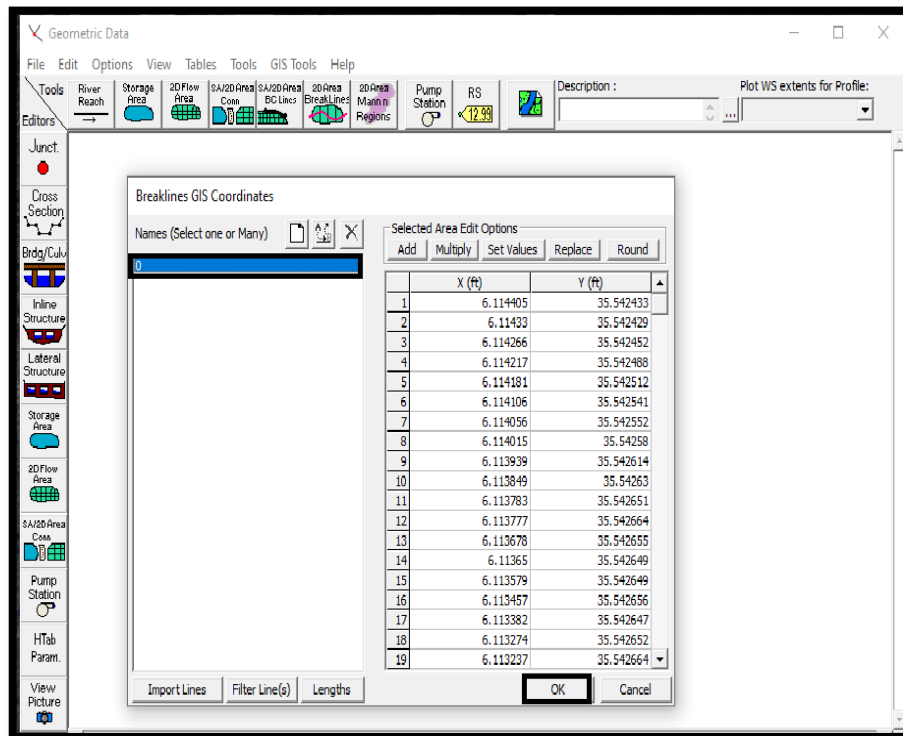 Geometric Data
File Edit Options View Tables Tools GIS Tools Help
Tools
Editors
River
Reach
Storage
Area
2D Flow
Area
SA/2D Area
Conn
SA/2D Area
BC Lines
2D Area
BreakLines
2D Area
Mann n
Regions
Pump
Station
RS
12.99
Description :
...
Plot WS extents for Profile:
Junct.
Cross
Section
Brdg/Culv
Inline
Structure
Lateral
Structure
Storage
Area
2D Flow
Area
SA/2D Area
Conn
Pump
Station
HTab
Param.
View
Picture
Breaklines GIS Coordinates
Names (Select one or Many)
0
Selected Area Edit Options
Add Multiply Set Values Replace Round
X (ft) Y (ft)
1 6.114405 35.542433
2 6.11433 35.542429
3 6.114266 35.542452
4 6.114217 35.542488
5 6.114181 35.542512
6 6.114106 35.542541
7 6.114056 35.542552
8 6.114015 35.54258
9 6.113939 35.542614
10 6.113849 35.54263
11 6.113783 35.542651
12 6.113777 35.542664
13 6.113678 35.542655
14 6.11365 35.542649
15 6.113579 35.542649
16 6.113457 35.542656
17 6.113382 35.542647
18 6.113274 35.542652
19 6.113237 35.542664
Import Lines Filter Line(s) Lengths
OK Cancel